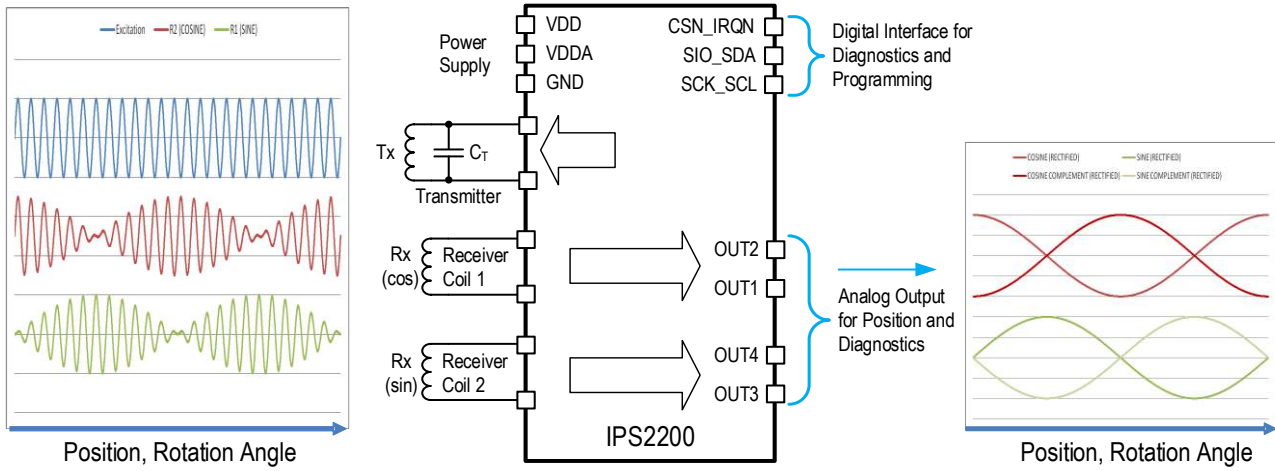 Excitation R2 (COSINE) R1 (SINE)
Position, Rotation Angle
Power
Supply
VDD
VDDA
GND
Tx
CT
Transmitter
Rx
(cos)
Receiver
Coil 1
Rx
(sin)
Receiver
Coil 2
CSN_IRQN
SIO_SDA
SCK_SCL
Digital Interface for
Diagnostics and
Programming
OUT2
OUT1
OUT4
OUT3
Analog Output
for Position and
Diagnostics
IPS2200
COSINE (RECTIFIED) SINE (RECTIFIED)
COSINE COMPLEMENT (RECTIFIED) SINE COMPLEMENT (RECTIFIED)
Position, Rotation Angle